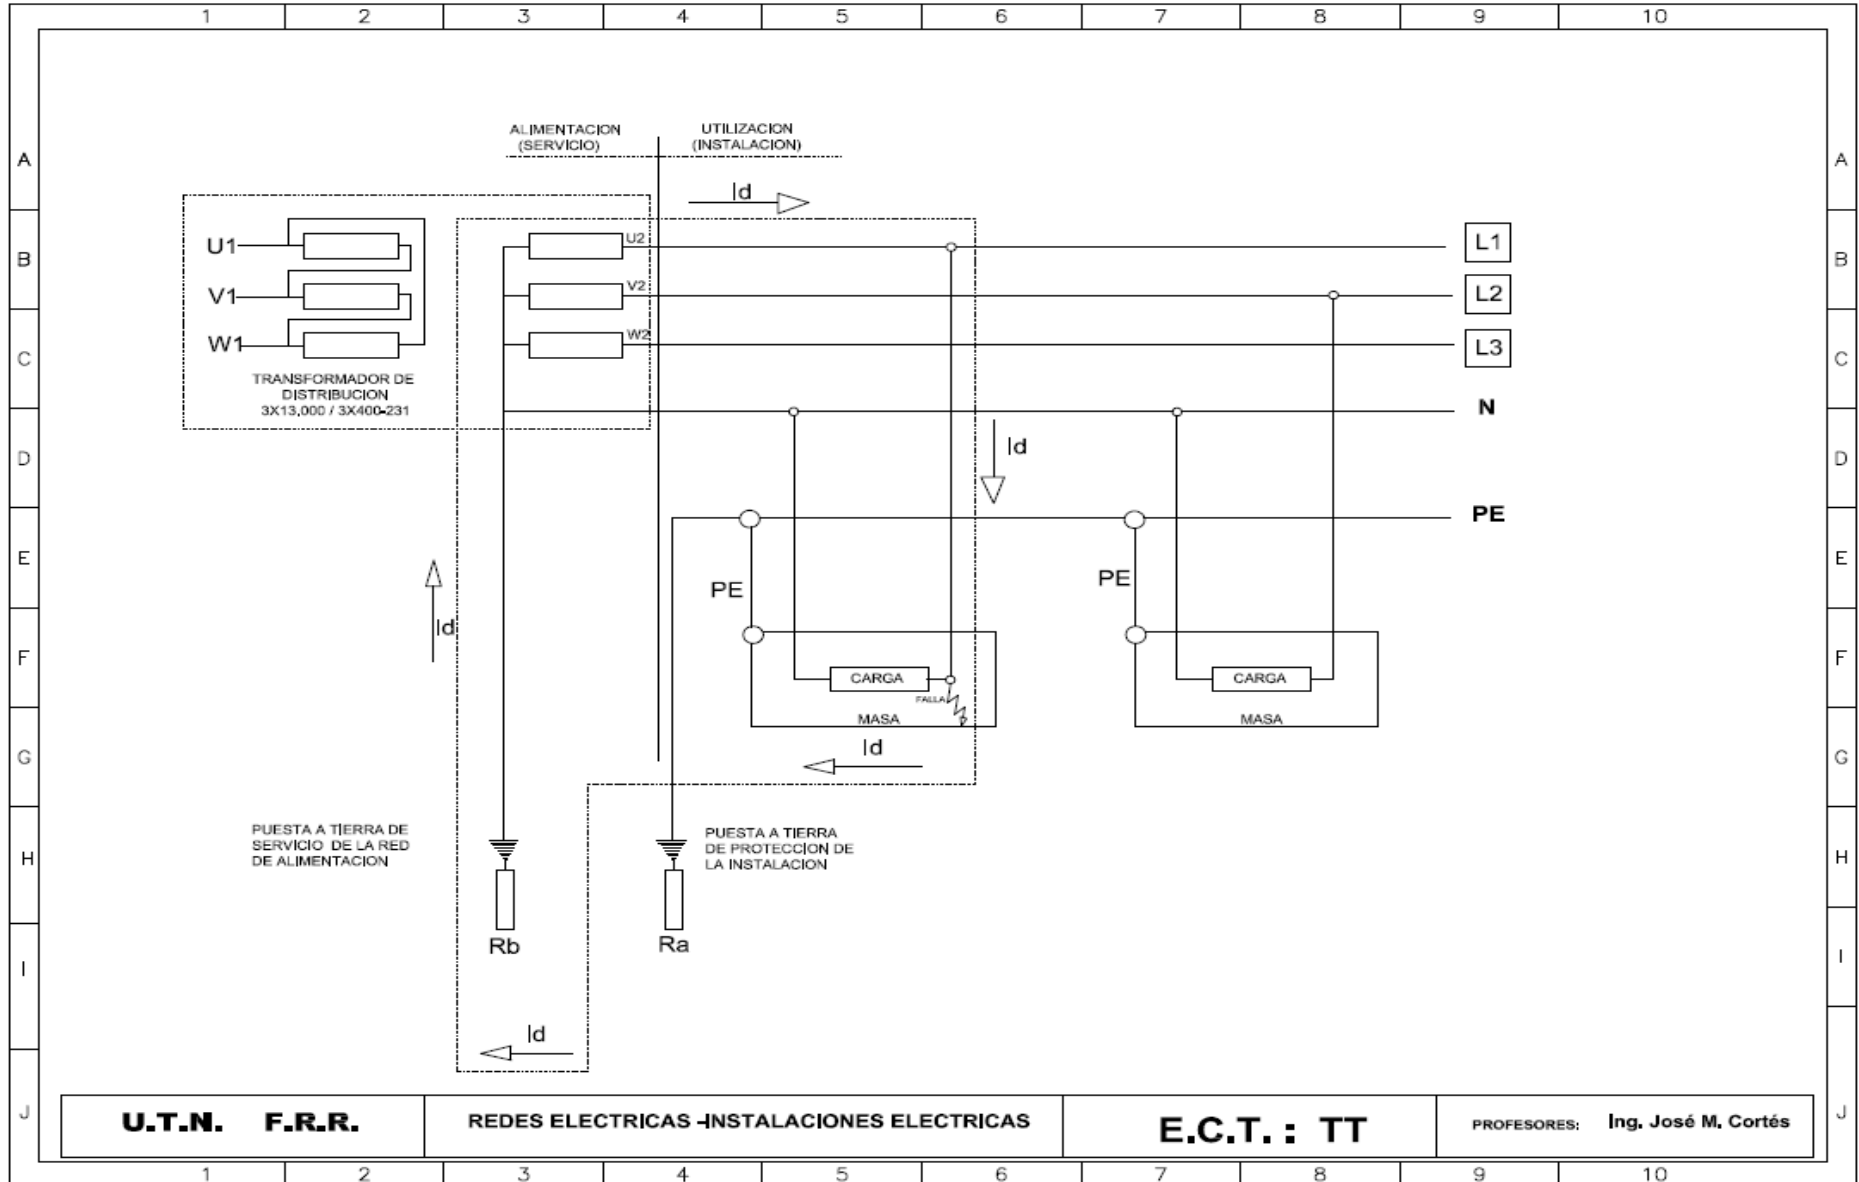 1 2 3 4 5 6 7 8 9 10
A
B
C
D
E
F
G
H
I
J
ALIMENTACION
(SERVICIO)
UTILIZACION
(INSTALACION)
Id
U1
V1
W1
TRANSFORMADOR DE
DISTRIBUCION
3X13,000 / 3X400-231
U2
V2
W2
L1
L2
L3
N
Id
PE
Id
PE
PE
CARGA
FALLA
MASA
CARGA
MASA
Id
PUESTA A TIERRA DE
SERVICIO DE LA RED
DE ALIMENTACION
PUESTA A TIERRA
DE PROTECCION DE
LA INSTALACION
Rb
Ra
Id
A
B
C
D
E
F
G
H
I
J
U.T.N. F.R.R.
REDES ELECTRICAS -INSTALACIONES ELECTRICAS
E.C.T. : TT
PROFESORES: Ing. José M. Cortés
1 2 3 4 5 6 7 8 9 10